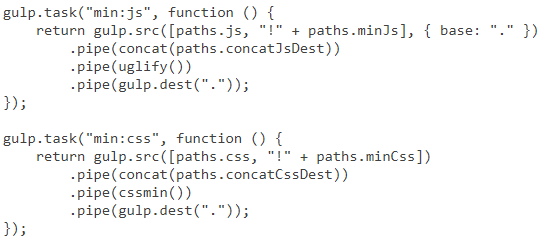 gulp.task("min:js", function () {
    return gulp.src([paths.js, "!" + paths.minJs], { base: "." })
        .pipe(concat(paths.concatJsDest))
        .pipe(uglify())
        .pipe(gulp.dest("."));
});

gulp.task("min:css", function () {
    return gulp.src([paths.css, "!" + paths.minCss])
        .pipe(concat(paths.concatCssDest))
        .pipe(cssmin())
        .pipe(gulp.dest("."));
});